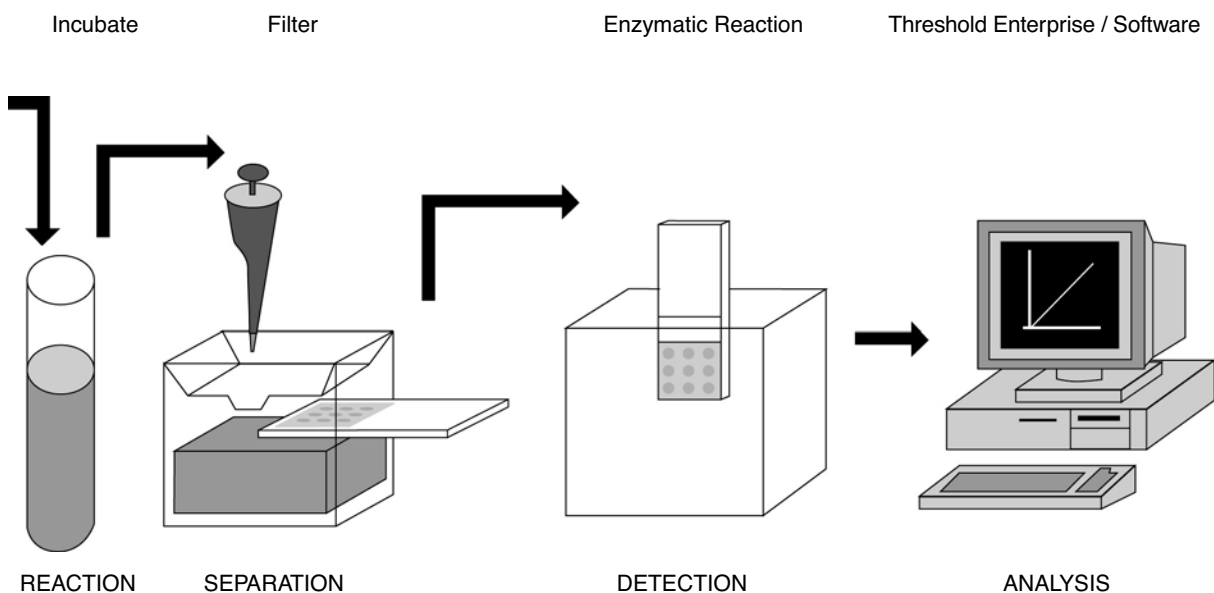 Incubate
Filter
Enzymatic Reaction
Threshold Enterprise / Software
REACTION
SEPARATION
DETECTION
ANALYSIS